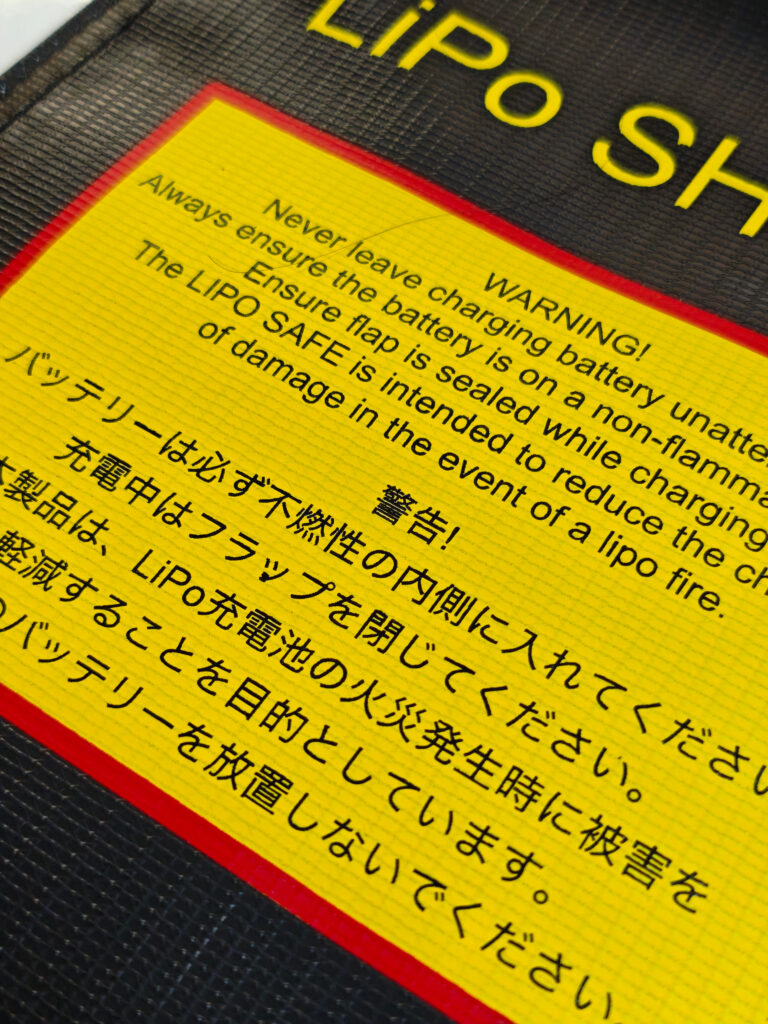 LiPo SH
WARNING!
Never leave charging battery unatte
Always ensure the battery is on a non-flamma
Ensure flap is sealed while charging
The LIPO SAFE is intended to reduce the ch
of damage in the event of a lipo fire.
警告!
バッテリーは必ず不燃性の内側に入れてください
充電中はフラップを閉じてください。
本製品は、LiPo充電池の火災発生時に被害を
軽減することを目的としています。
のバッテリーを放置しないでください。